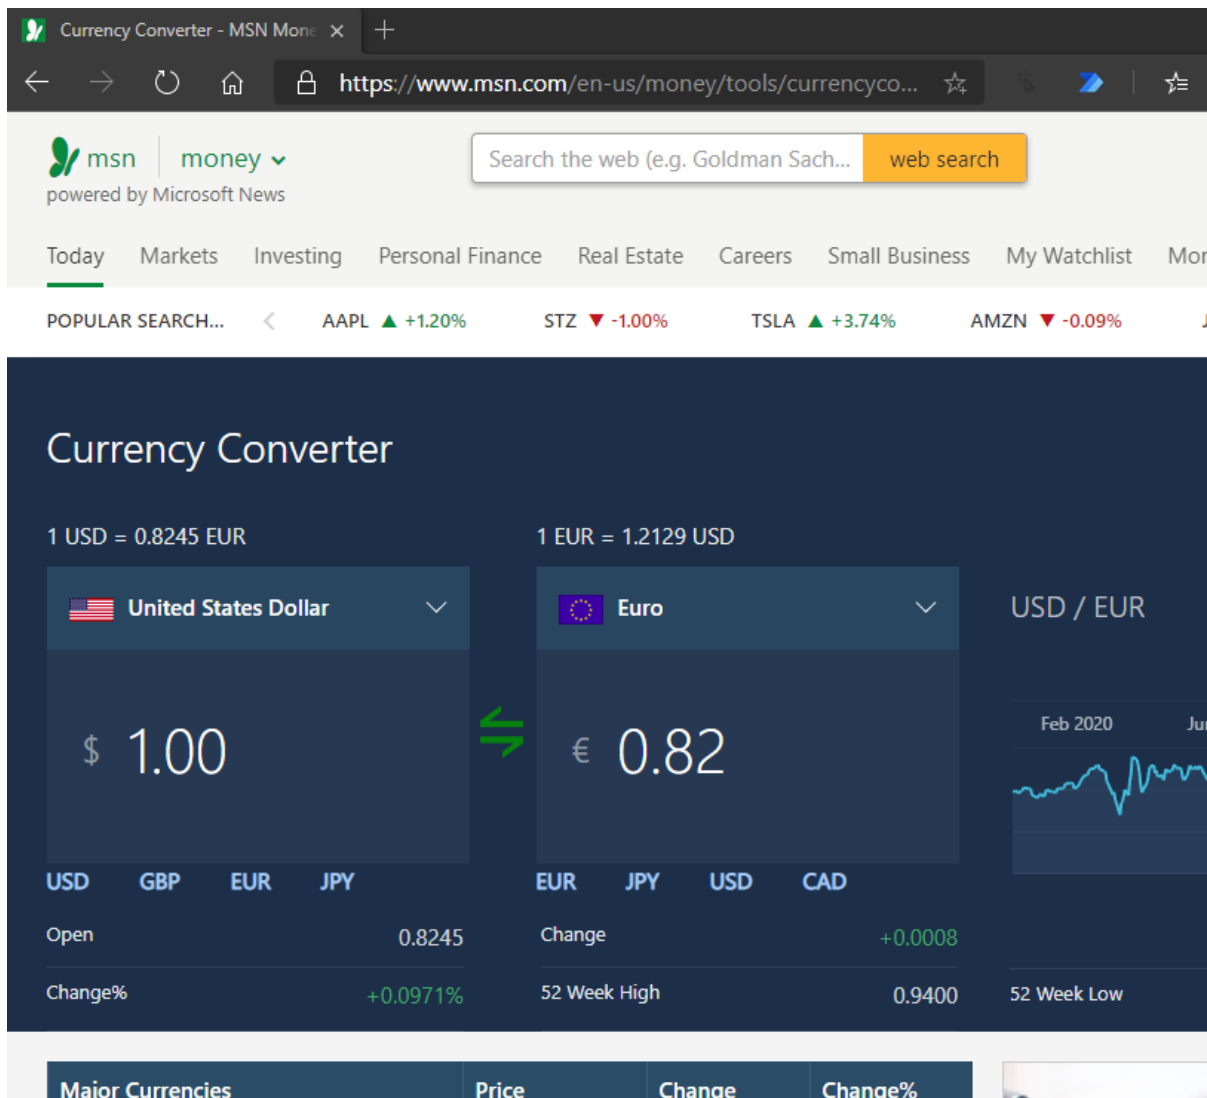 Currency Converter - MSN Mone
https://www.msn.com/en-us/money/tools/currencyco...
msn money
powered by Microsoft News
Search the web (e.g. Goldman Sach... web search
Today Markets Investing Personal Finance Real Estate Careers Small Business My Watchlist Mor
POPULAR SEARCH... AAPL ▲ +1.20% STZ ▼ -1.00% TSLA ▲ +3.74% AMZN ▼ -0.09%
Currency Converter
1 USD = 0.8245 EUR 1 EUR = 1.2129 USD
United States Dollar Euro USD / EUR
Feb 2020 Jun
$ 1.00 € 0.82
USD GBP EUR JPY EUR JPY USD CAD
Open 0.8245 Change +0.0008
Change% +0.0971% 52 Week High 0.9400 52 Week Low
Major Currencies Price Change Change%